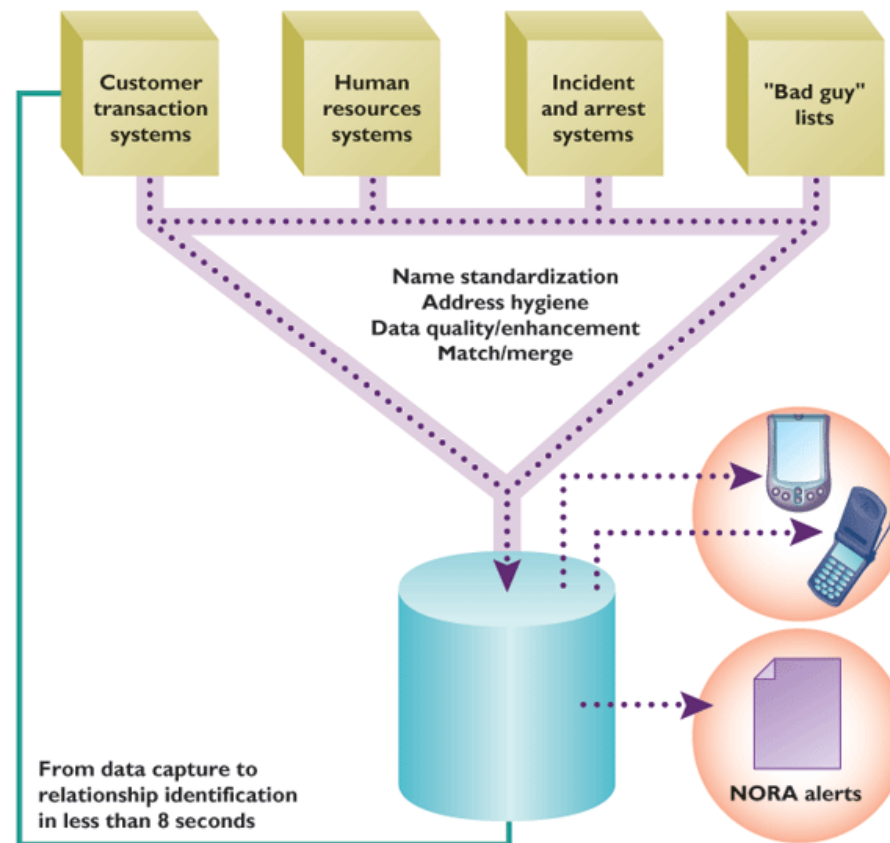 Customer
transaction
systems
Human
resources
systems
Incident
and arrest
systems
"Bad guy"
lists
Name standardization
Address hygiene
Data quality/enhancement
Match/merge
From data capture to
relationship identification
in less than 8 seconds
NORA alerts